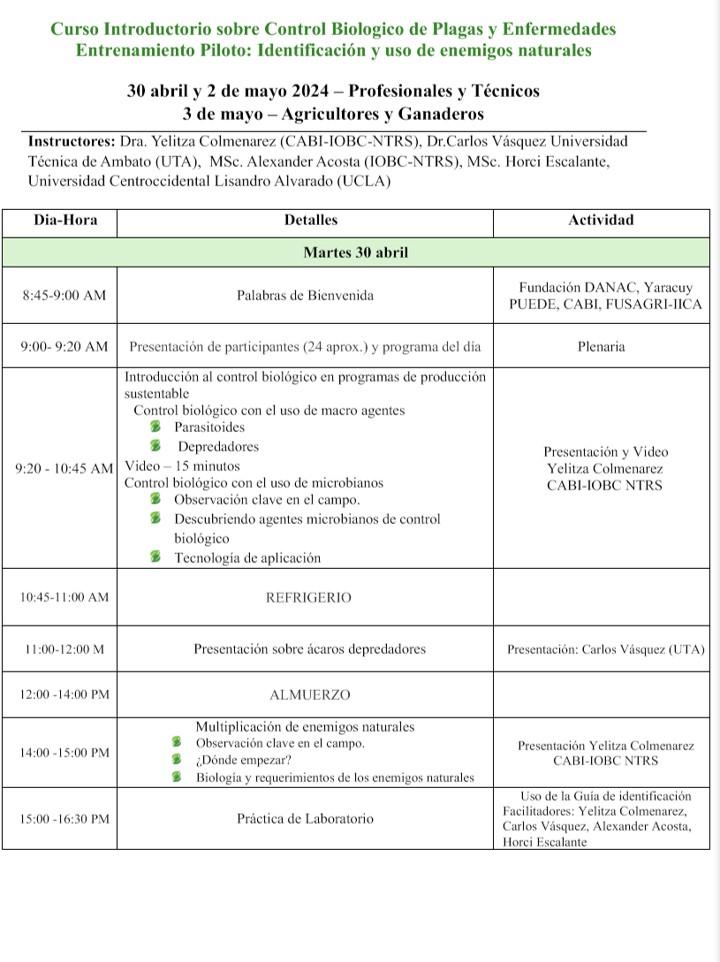 Curso Introductorio sobre Control Biologico de Plagas y Enfermedades
Entrenamiento Piloto: Identificación y uso de enemigos naturales
30 abril y 2 de mayo 2024 – Profesionales y Técnicos
3 de mayo – Agricultores y Ganaderos
Instructores: Dra. Yelitza Colmenarez (CABI-IOBC-NTRS), Dr.Carlos Vásquez Universidad
Técnica de Ambato (UTA), MSc. Alexander Acosta (IOBC-NTRS), MSc. Horci Escalante,
Universidad Centroccidental Lisandro Alvarado (UCLA)
Dia-Hora Detalles Actividad
Martes 30 abril
8:45-9:00 AM Palabras de Bienvenida
Fundación DANAC, Yaracuy
PUEDE, CABI, FUSAGRI-IICA
9:00- 9:20 AM Presentación de participantes (24 aprox.) y programa del día Plenaria
9:20 - 10:45 AM
Introducción al control biológico en programas de producción
sustentable
Control biológico con el uso de macro agentes
Parasitoides
Depredadores
Video – 15 minutos
Control biológico con el uso de microbianos
Observación clave en el campo.
Descubriendo agentes microbianos de control
biológico
Tecnología de aplicación
Presentación y Video
Yelitza Colmenarez
CABI-IOBC NTRS
10:45-11:00 AM REFRIGERIO
11:00-12:00 M Presentación sobre ácaros depredadores Presentación: Carlos Vásquez (UTA)
12:00 -14:00 PM ALMUERZO
14:00 -15:00 PM
Multiplicación de enemigos naturales
Observación clave en el campo.
¿Dónde empezar?
Biología y requerimientos de los enemigos naturales
Presentación Yelitza Colmenarez
CABI-IOBC NTRS
15:00 -16:30 PM Práctica de Laboratorio
Uso de la Guía de identificación
Facilitadores: Yelitza Colmenarez,
Carlos Vásquez, Alexander Acosta,
Horci Escalante